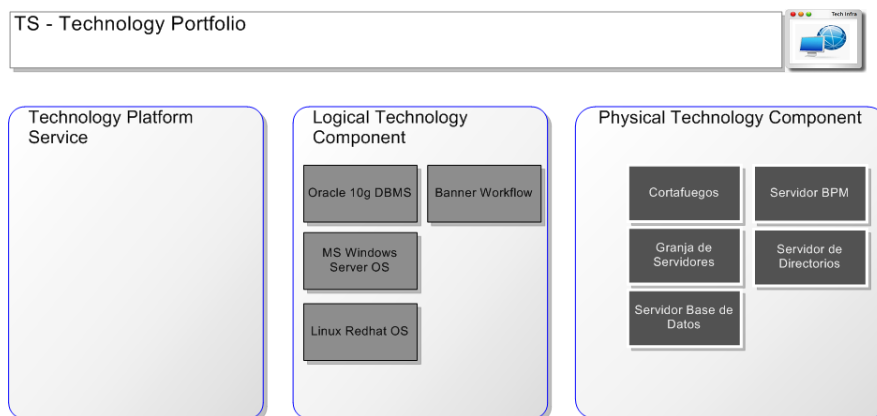 TS - Technology Portfolio
Tech Infra
Technology Platform
Service
Logical Technology
Component
Oracle 10g DBMS
Banner Workflow
MS Windows
Server OS
Linux Redhat OS
Physical Technology Component
Cortafuegos
Servidor BPM
Granja de
Servidores
Servidor de
Directorios
Servidor Base de
Datos